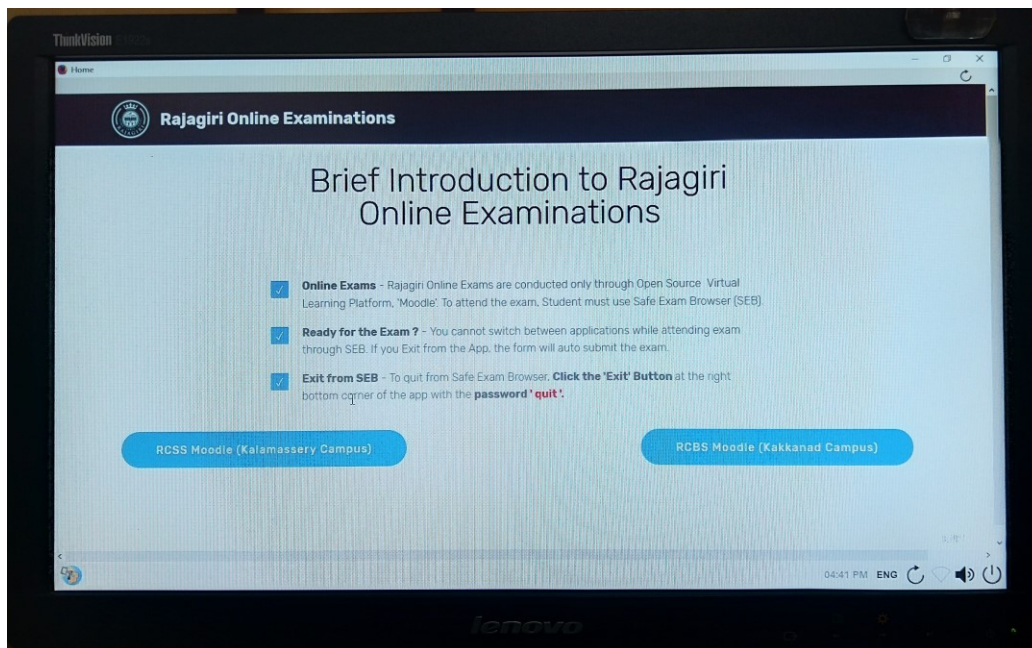 ThinkVision
Home
Rajagiri Online Examinations
Brief Introduction to Rajagiri
Online Examinations
Online Exams - Rajagiri Online Exams are conducted only through Open Source Virtual
Learning Platform, 'Moodle'. To attend the exam, Student must use Safe Exam Browser (SEB).
Ready for the Exam ? - You cannot switch between applications while attending exam
through SEB. If you Exit from the App, the form will auto submit the exam.
Exit from SEB - To quit from Safe Exam Browser, Click the 'Exit' Button at the right
bottom corner of the app with the password ' quit '.
RCSS Moodle (Kalamassery Campus)
RCBS Moodle (Kakkanad Campus)
04:41 PM ENG
lenovo